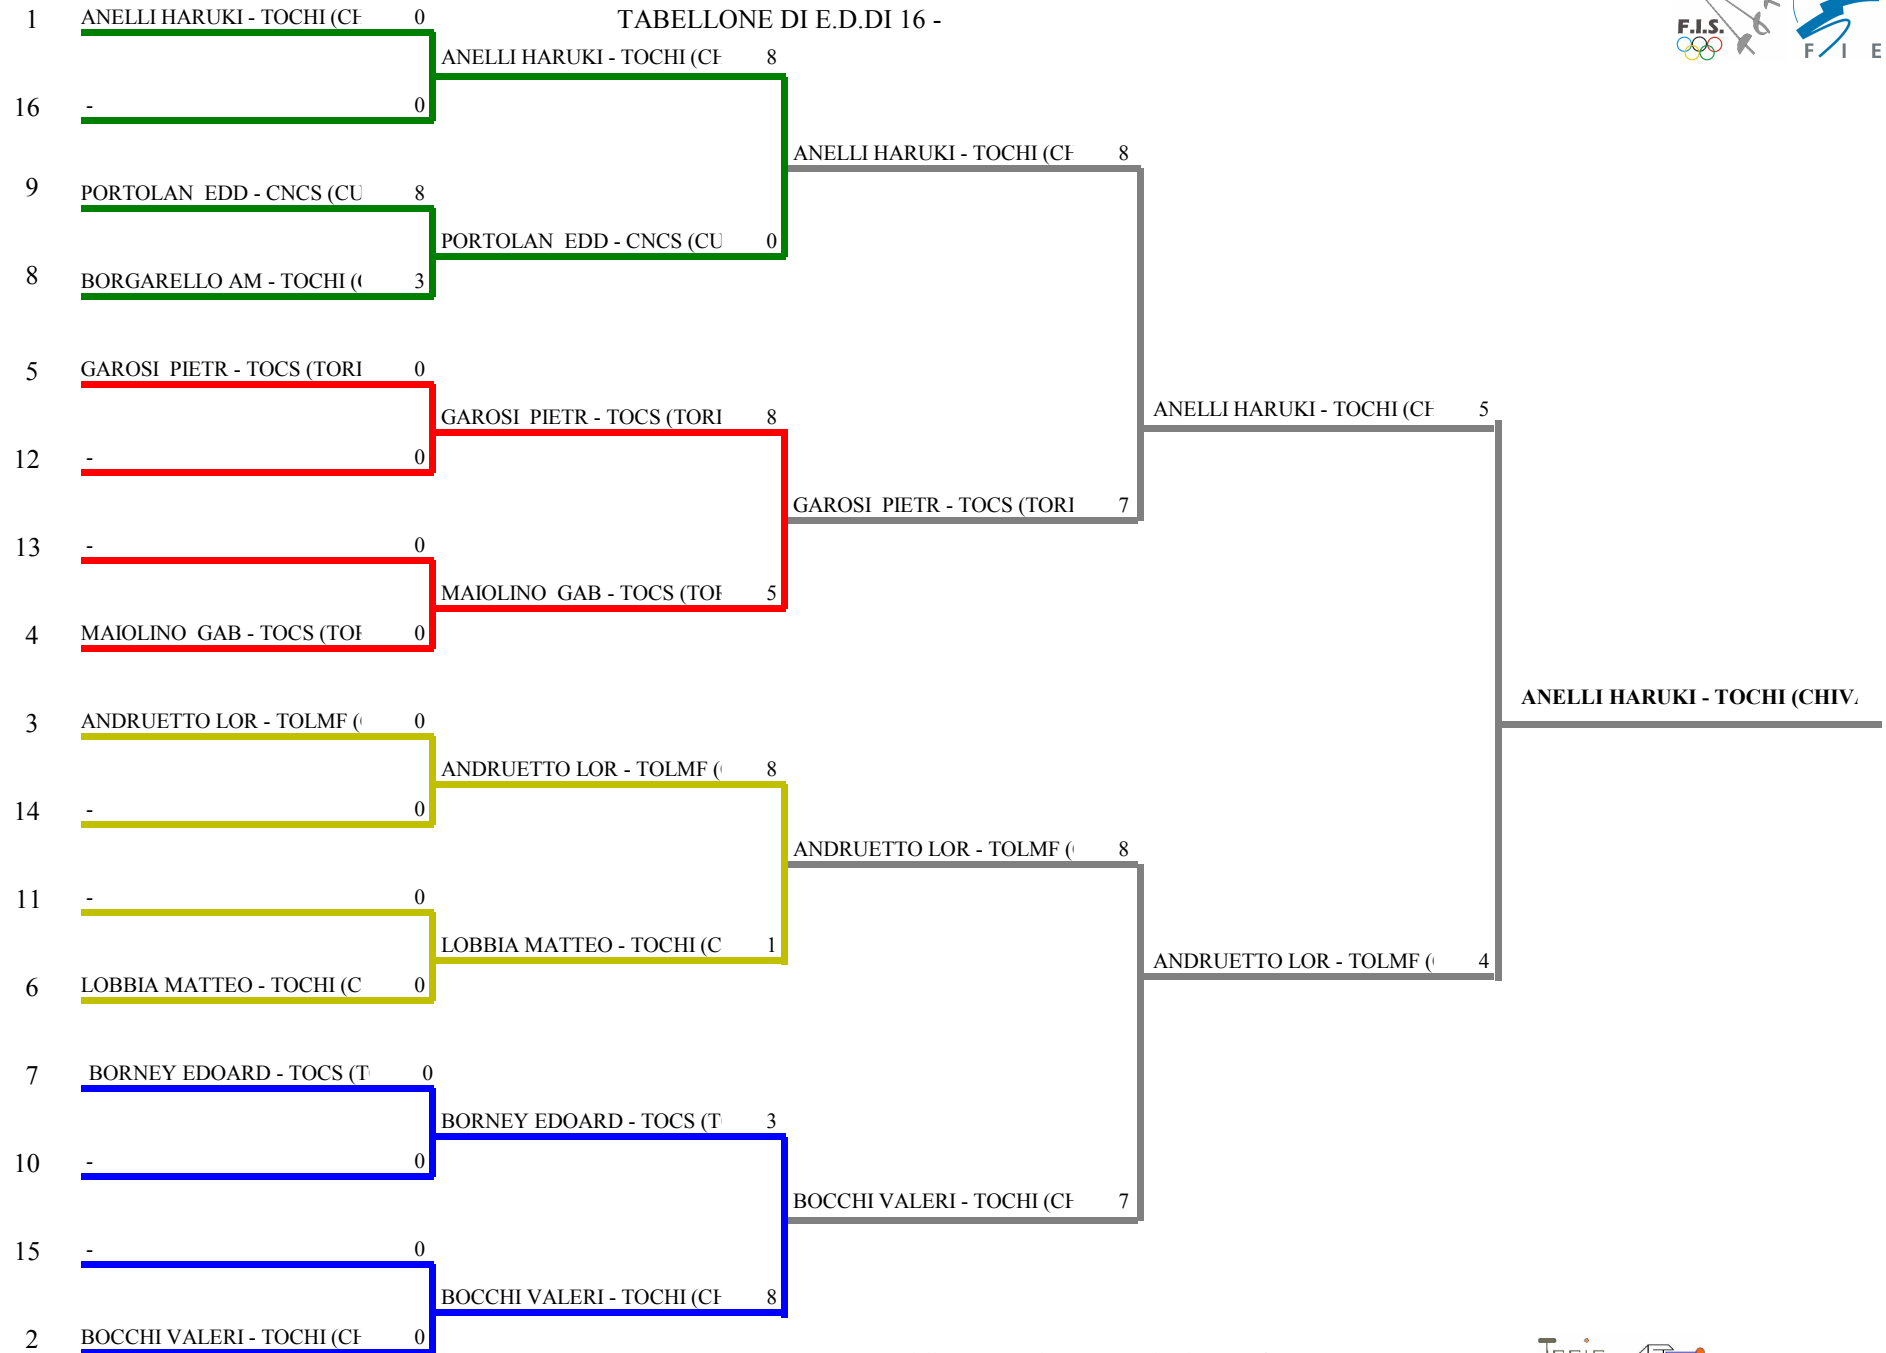 1 ANELLI HARUKI - TOCHI (CH 0 TABELLONE DI E.D.DI 16 -
F.I.S.
F I E
ANELLI HARUKI - TOCHI (CH 8
16 - 0
ANELLI HARUKI - TOCHI (CH 8
9 PORTOLAN EDD - CNCS (CU 8
PORTOLAN EDD - CNCS (CU 0
8 BORGARELLO AM - TOCHI ( 3
5 GAROSI PIETR - TOCS (TORI 0
ANELLI HARUKI - TOCHI (CH 5
GAROSI PIETR - TOCS (TORI 8
12 - 0
GAROSI PIETR - TOCS (TORI 7
13 - 0
MAIOLINO GAB - TOCS (TOR 5
4 MAIOLINO GAB - TOCS (TOR 0
ANELLI HARUKI - TOCHI (CHIVA
3 ANDRUETTO LOR - TOLMF ( 0
ANDRUETTO LOR - TOLMF ( 8
14 - 0
ANDRUETTO LOR - TOLMF ( 8
11 - 0
LOBBIA MATTEO - TOCHI (C 1
ANDRUETTO LOR - TOLMF ( 4
6 LOBBIA MATTEO - TOCHI (C 0
7 BORNEY EDOARD - TOCS (T 0
BORNEY EDOARD - TOCS (T 3
10 - 0
BOCCHI VALERI - TOCHI (CH 7
15 - 0
BOCCHI VALERI - TOCHI (CH 8
2 BOCCHI VALERI - TOCHI (CH 0